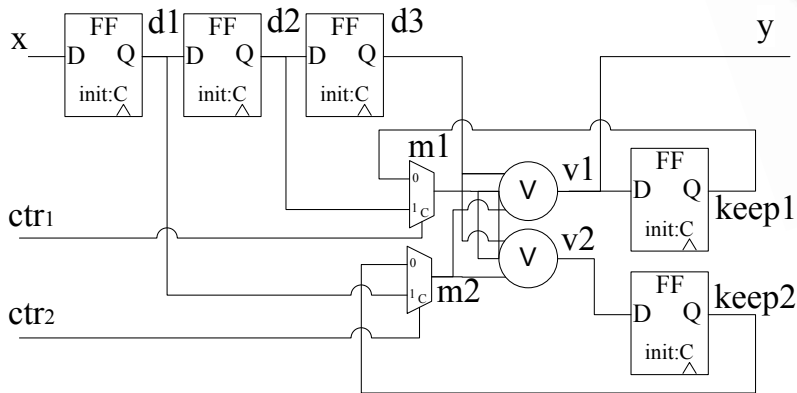 x
FF
D Q
init:C
d1
FF
D Q
init:C
d2
FF
D Q
init:C
d3
y
m1
0
1 C
v1
V
FF
D Q
init:C
keep1
ctr1
v2
V
0
1 C
m2
FF
D Q
init:C
keep2
ctr2